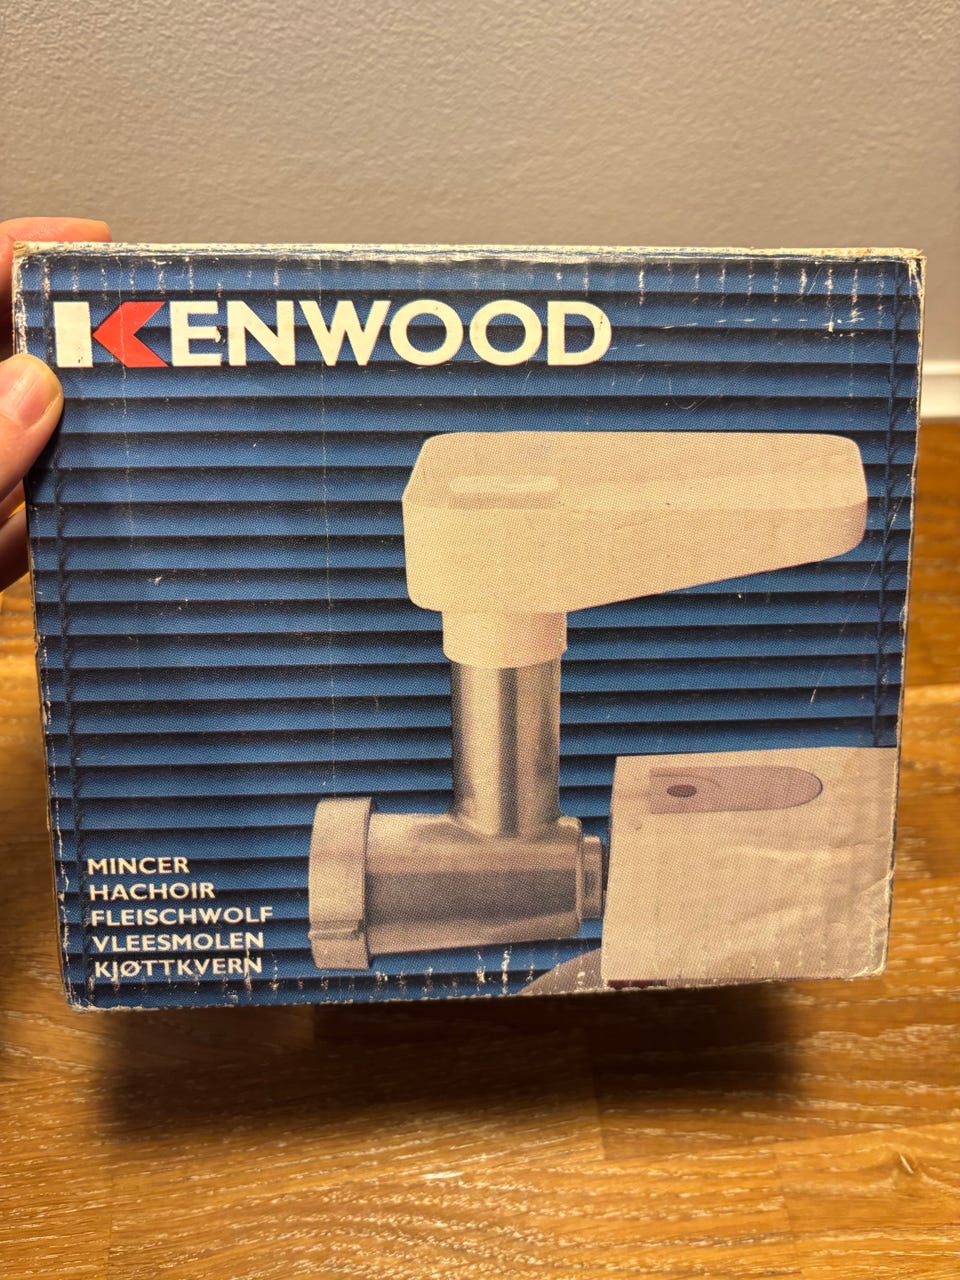 KENWOOD
MINCER
HACHOIR
FLEISCHWOLF
VLEESMOLEN
KJØTTKVERN